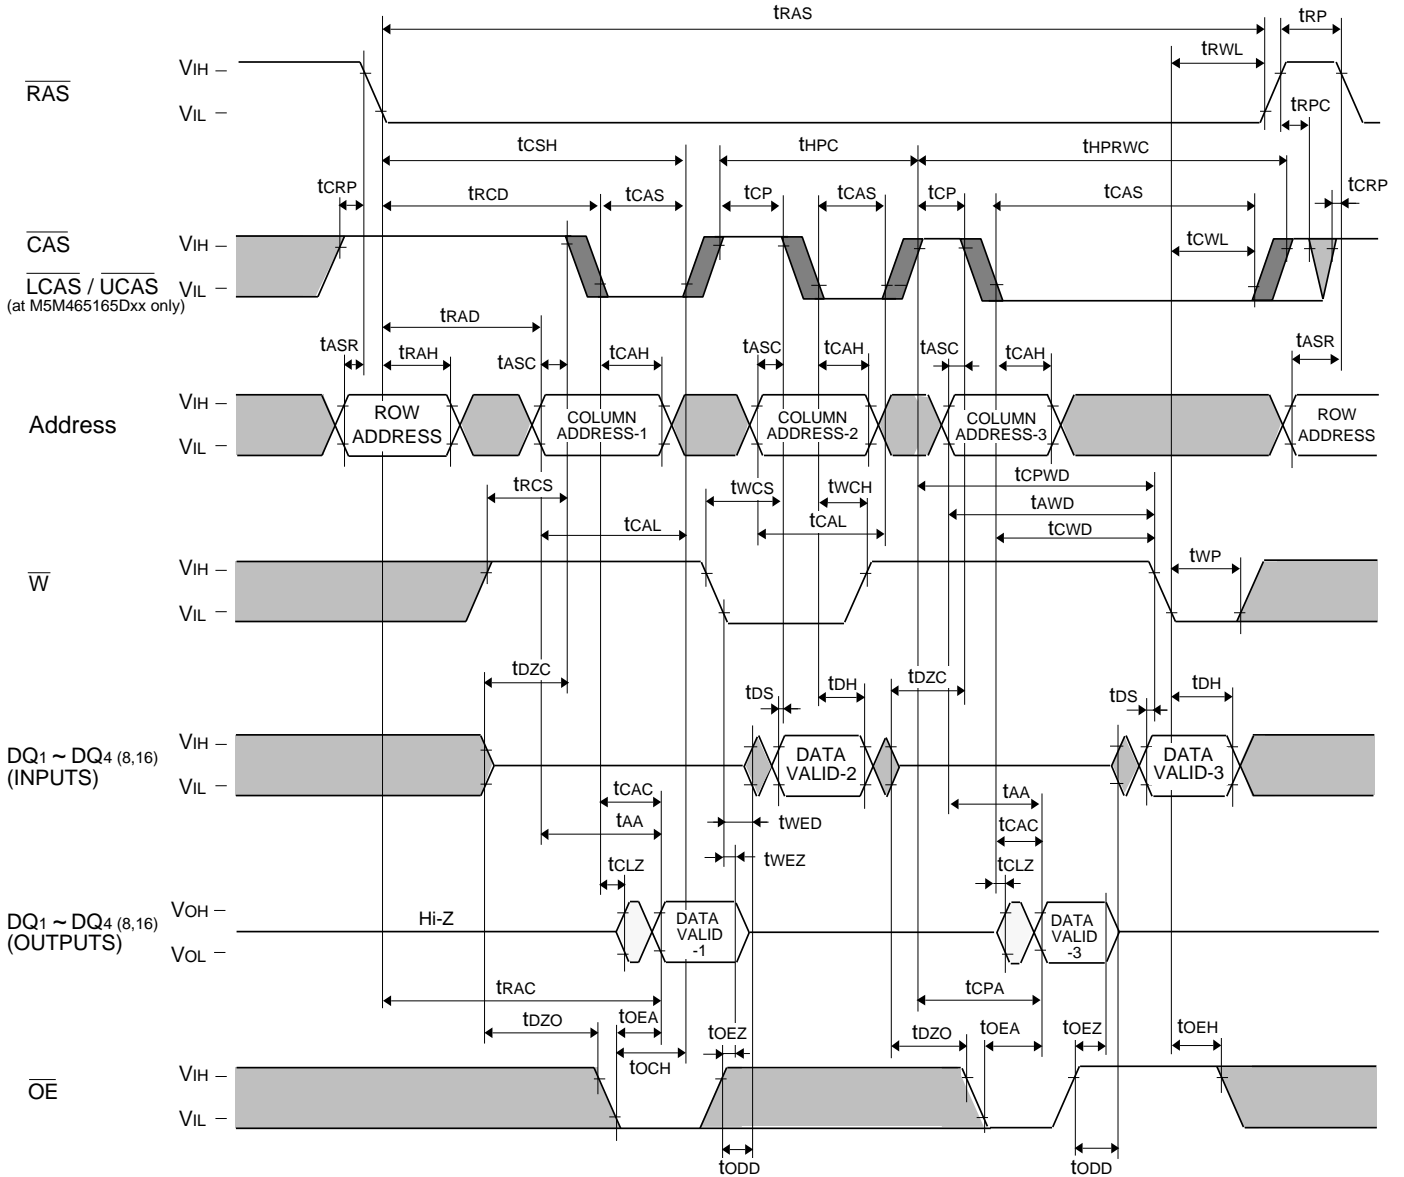 tRAS
tRP
tRWL
RAS
VIH
VIL
tRPC
tCSH
tHPC
tHPRWC
tCRP
tRCD
tCAS
tCP
tCAS
tCP
tCAS
tCRP
CAS
VIH
tCWL
LCAS / UCAS
VIL
(at M5M465165Dxx only)
tRAD
tASR
tRAH
tASC
tCAH
tASC
tCAH
tASC
tCAH
tASR
Address
VIH
VIL
ROW
ADDRESS
COLUMN
ADDRESS-1
COLUMN
ADDRESS-2
COLUMN
ADDRESS-3
ROW
ADDRESS
tRCS
tWCS
tWCH
tCPWD
tAWD
tCAL
tCAL
tCWD
W
VIH
VIL
tWP
tDZC
tDS
tDH
tDZC
tDS
tDH
DQ1 ~ DQ4 (8,16)
(INPUTS)
VIH
VIL
DATA
VALID-2
DATA
VALID-3
tCAC
tAA
tAA
tWED
tCAC
tCLZ
tWEZ
tCLZ
DQ1 ~ DQ4 (8,16)
(OUTPUTS)
VOH
VOL
Hi-Z
DATA
VALID
-1
DATA
VALID
-3
tRAC
tCPA
tDZO
tOEA
tOEZ
tDZO
tOEA
tOEZ
tOEH
tOCH
OE
VIH
VIL
tODD
tODD